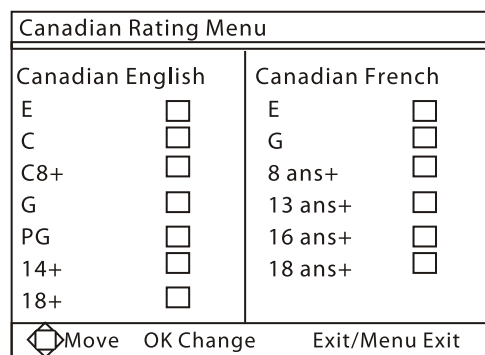 Canadian Rating Menu
Canadian English
E
C
C8+
G
PG
14+
18+
Canadian French
E
G
8 ans+
13 ans+
16 ans+
18 ans+
Move OK Change Exit/Menu Exit